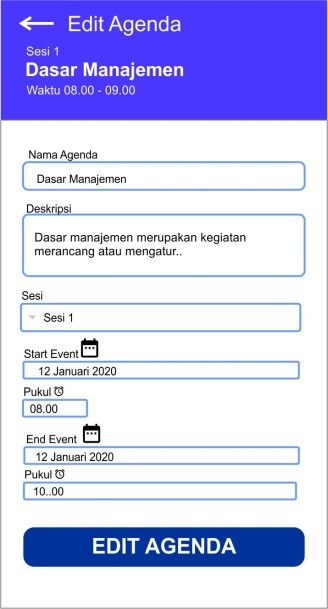 Edit Agenda
Sesi 1
Dasar Manajemen
Waktu 08.00 - 09.00
Nama Agenda
Dasar Manajemen
Deskripsi
Dasar manajemen merupakan kegiatan
merancang atau mengatur..
Sesi
Sesi 1
Start Event
12 Januari 2020
Pukul
08.00
End Event
12 Januari 2020
Pukul
10..00
EDIT AGENDA